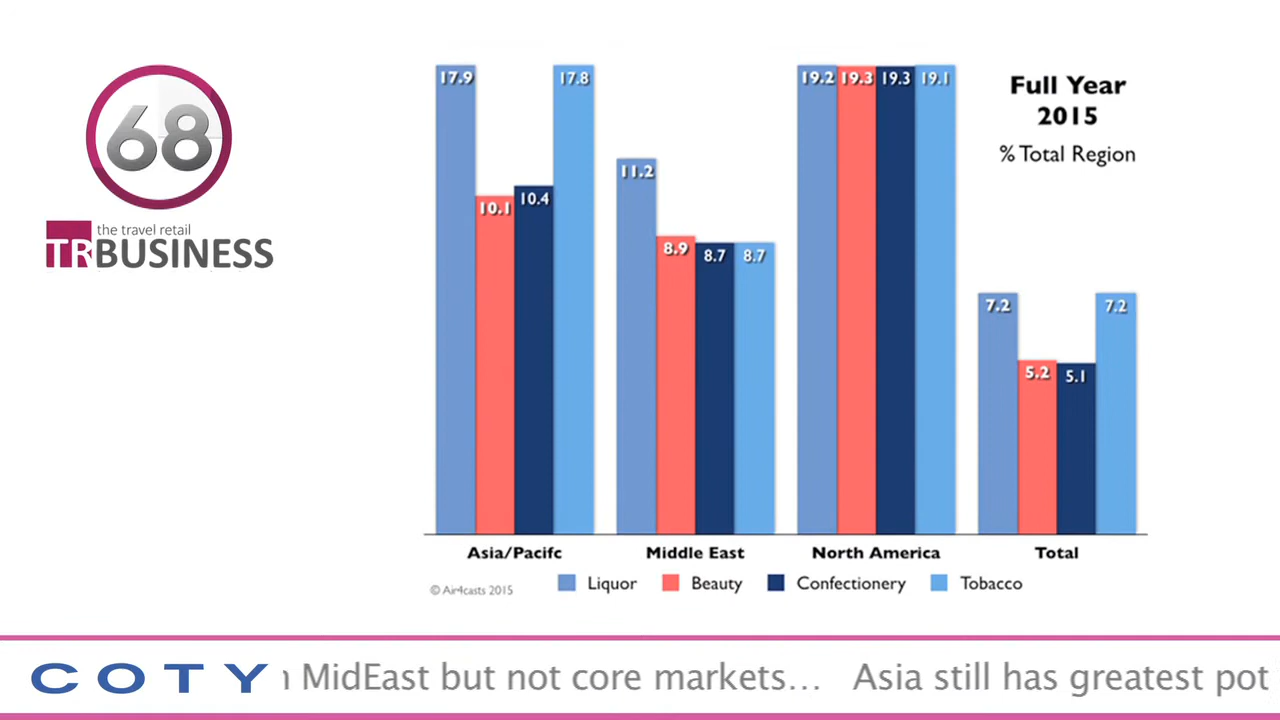 68
the travel retail
TRBUSINESS
Full Year
2015
% Total Region
17.9
10.1
10.4
17.8
11.2
8.9
8.7
8.7
19.2
19.3
19.3
19.1
7.2
5.2
5.1
7.2
Asia/Pacifc
Middle East
North America
Total
Liquor
Beauty
Confectionery
Tobacco
© Air4casts 2015
COTY
MidEast but not core markets... Asia still has greatest pot